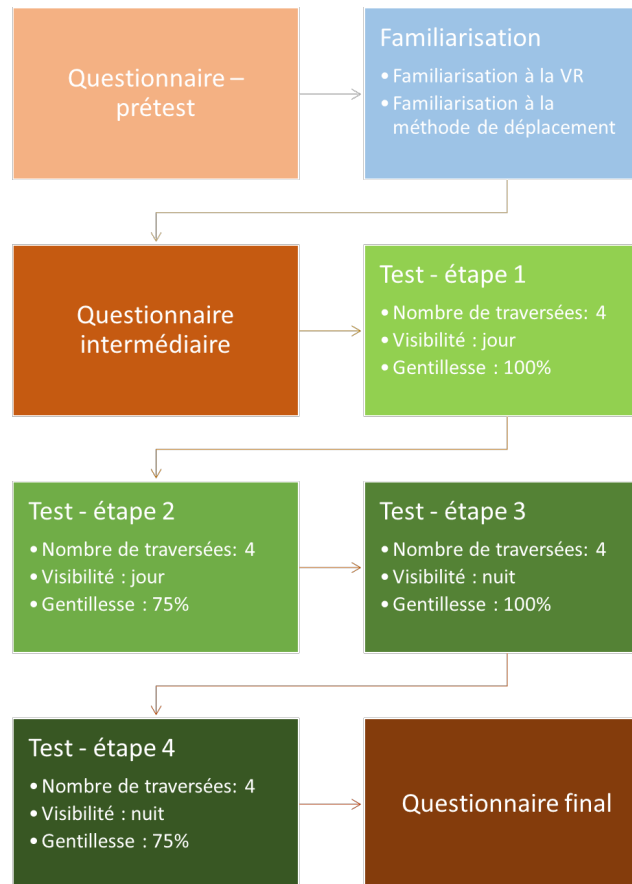 Questionnaire –
prétest
Familiarisation
• Familiarisation à la VR
• Familiarisation à la
méthode de déplacement
Questionnaire
intermédiaire
Test - étape 1
• Nombre de traversées: 4
• Visibilité : jour
• Gentillesse : 100%
Test - étape 2
• Nombre de traversées: 4
• Visibilité : jour
• Gentillesse : 75%
Test - étape 3
• Nombre de traversées: 4
• Visibilité : nuit
• Gentillesse : 100%
Test - étape 4
• Nombre de traversées: 4
• Visibilité : nuit
• Gentillesse : 75%
Questionnaire final